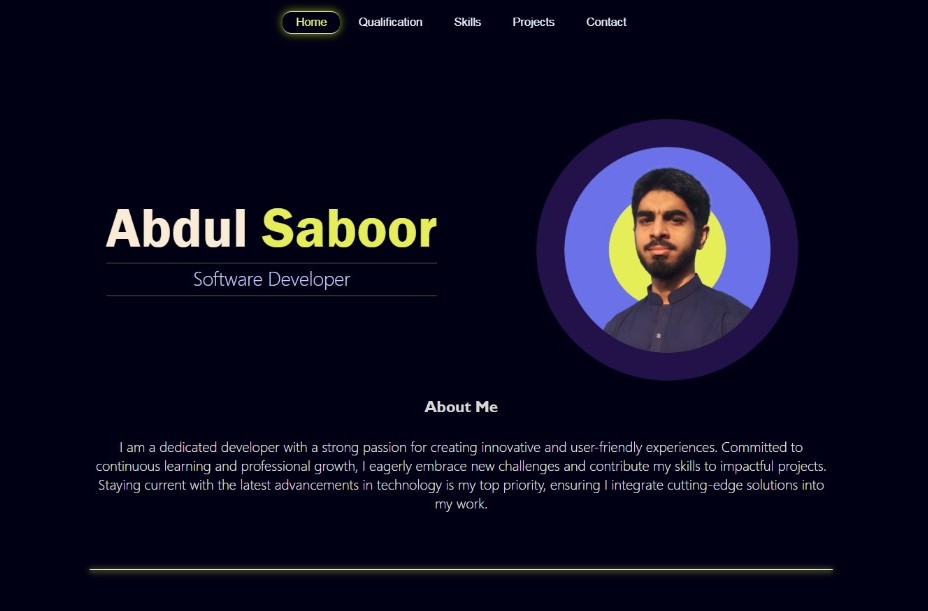 Home Qualification Skills Projects Contact
Abdul Saboor
Software Developer
About Me
I am a dedicated developer with a strong passion for creating innovative and user-friendly experiences. Committed to
continuous learning and professional growth, I eagerly embrace new challenges and contribute my skills to impactful projects.
Staying current with the latest advancements in technology is my top priority, ensuring I integrate cutting-edge solutions into
my work.